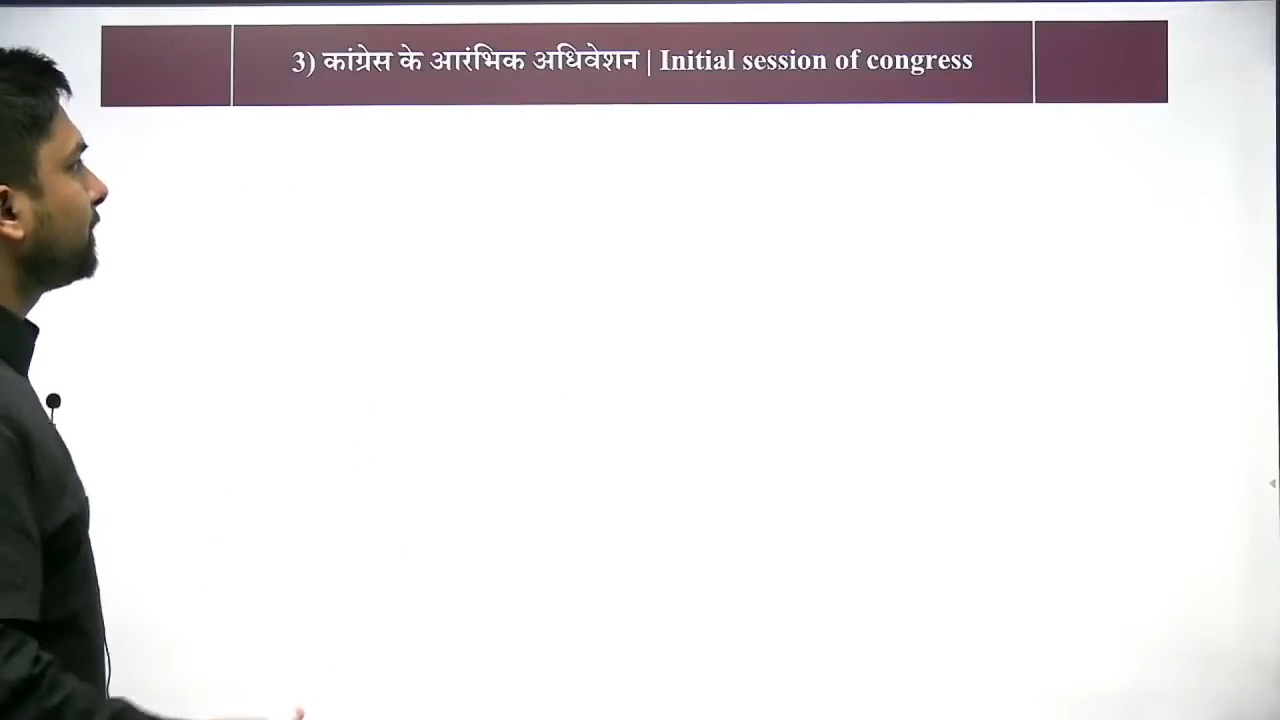 3) कांग्रेस के आरंभिक अधिवेशन | Initial session of congress